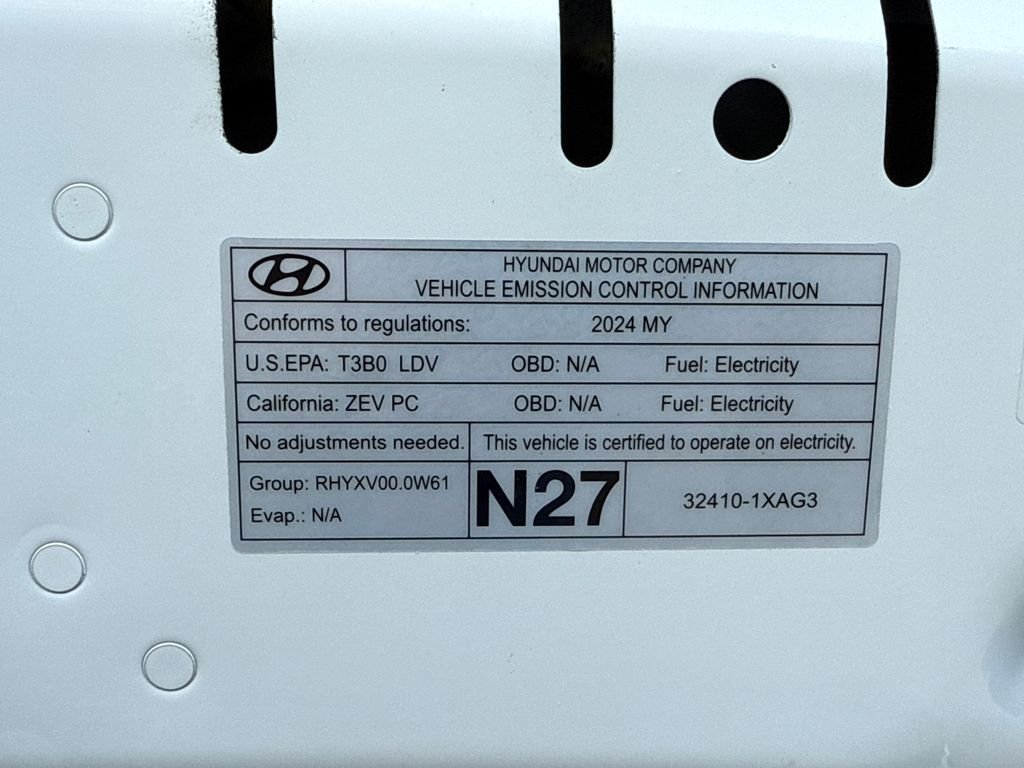 HYUNDAI MOTOR COMPANY
VEHICLE EMISSION CONTROL INFORMATION
Conforms to regulations: 2024 MY
U.S.EPA: T3B0 LDV OBD: N/A Fuel: Electricity
California: ZEV PC OBD: N/A Fuel: Electricity
No adjustments needed. This vehicle is certified to operate on electricity.
Group: RHYXV00.0W61
Evap.: N/A
N27
32410-1XAG3